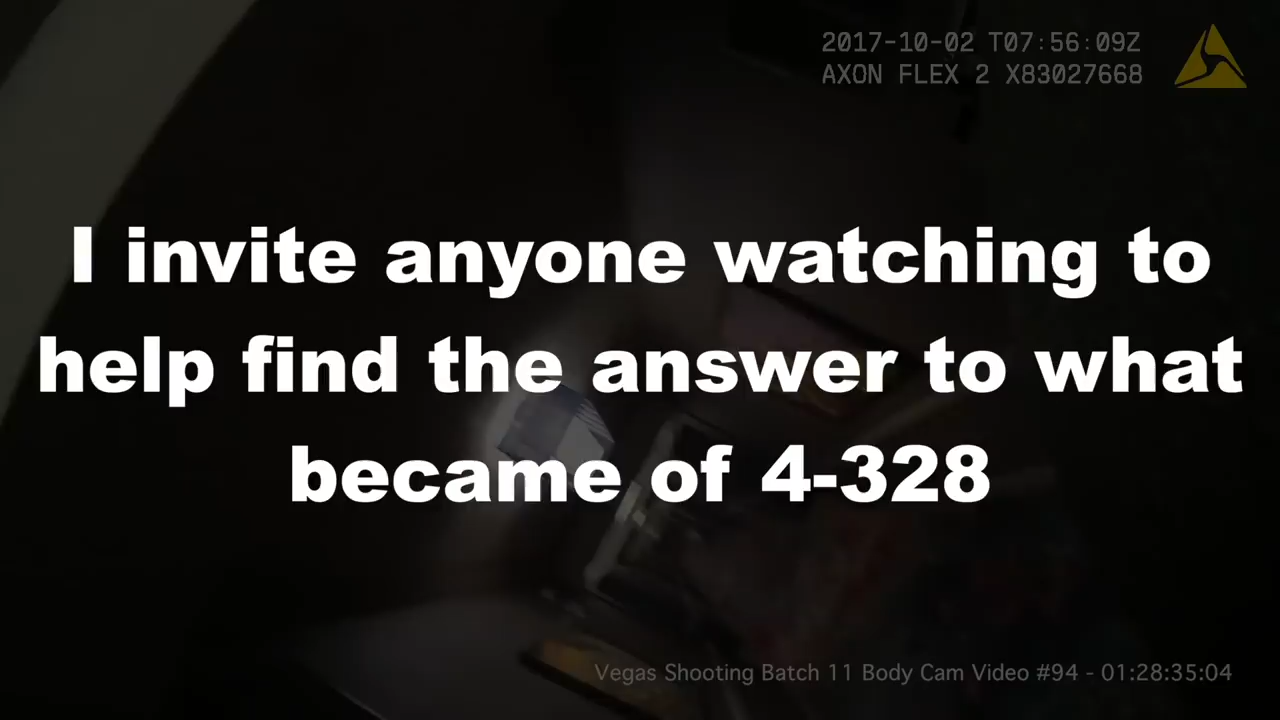 2017-10-02 T07:56:09Z
AXON FLEX 2 X83027668
I invite anyone watching to
help find the answer to what
became of 4-328
Vegas Shooting Batch 11 Body Cam Video #94 - 01:28:35:04